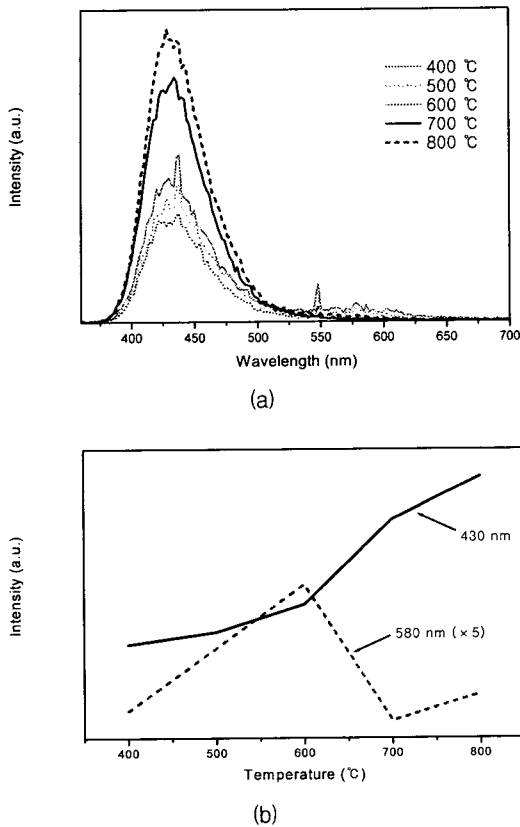 Intensity (a.u.)
400 ℃
500 ℃
600 ℃
700 ℃
800 ℃
400 450 500 550 600 650 700
Wavelength (nm)
(a)
Intensity (a.u.)
430 nm
580 nm (× 5)
400 500 600 700 800
Temperature (℃)
(b)